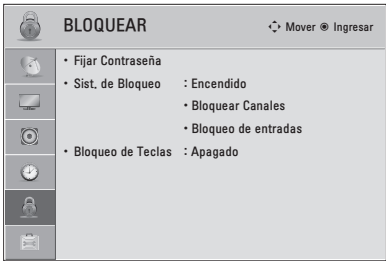 BLOQUEAR Mover Ingresar
• Fijar Contraseña
• Sist. de Bloqueo : Encendido
• Bloquear Canales
• Bloqueo de entradas
• Bloqueo de Teclas : Apagado